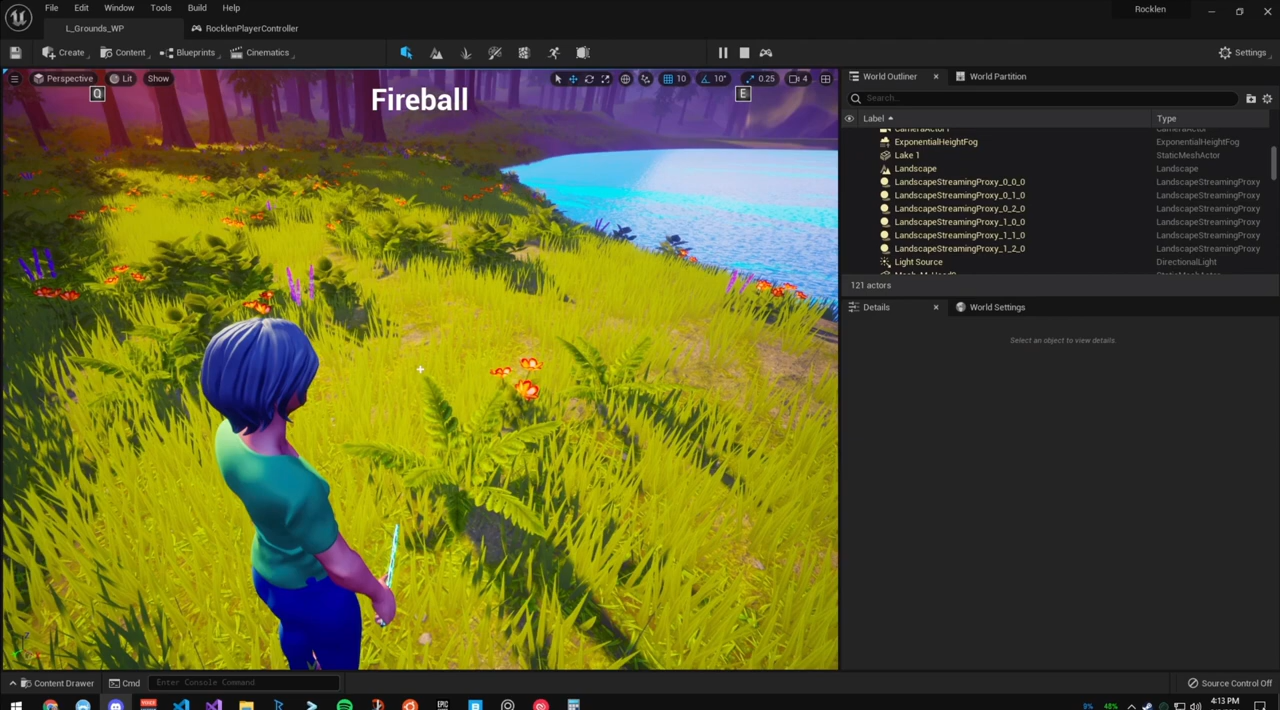 File Edit Window Tools Build Help
Rocklen
L_Grounds_WP RocklenPlayerController
Create Content Blueprints Cinematics Settings
Perspective Lit Show 10 10° 0.25 4
Q Fireball E
World Outliner World Partition
Search...
Label Type
ExponentialHeightFog ExponentialHeightFog
Lake 1 StaticMeshActor
Landscape Landscape
LandscapeStreamingProxy_0_0_0 LandscapeStreamingProxy
LandscapeStreamingProxy_0_1_0 LandscapeStreamingProxy
LandscapeStreamingProxy_0_2_0 LandscapeStreamingProxy
LandscapeStreamingProxy_1_0_0 LandscapeStreamingProxy
LandscapeStreamingProxy_1_1_0 LandscapeStreamingProxy
LandscapeStreamingProxy_1_2_0 LandscapeStreamingProxy
Light Source DirectionalLight
121 actors
Details World Settings
Select an object to view details
Content Drawer Cmd Enter Console Command Source Control Off
EPIC 48% 4:13 PM